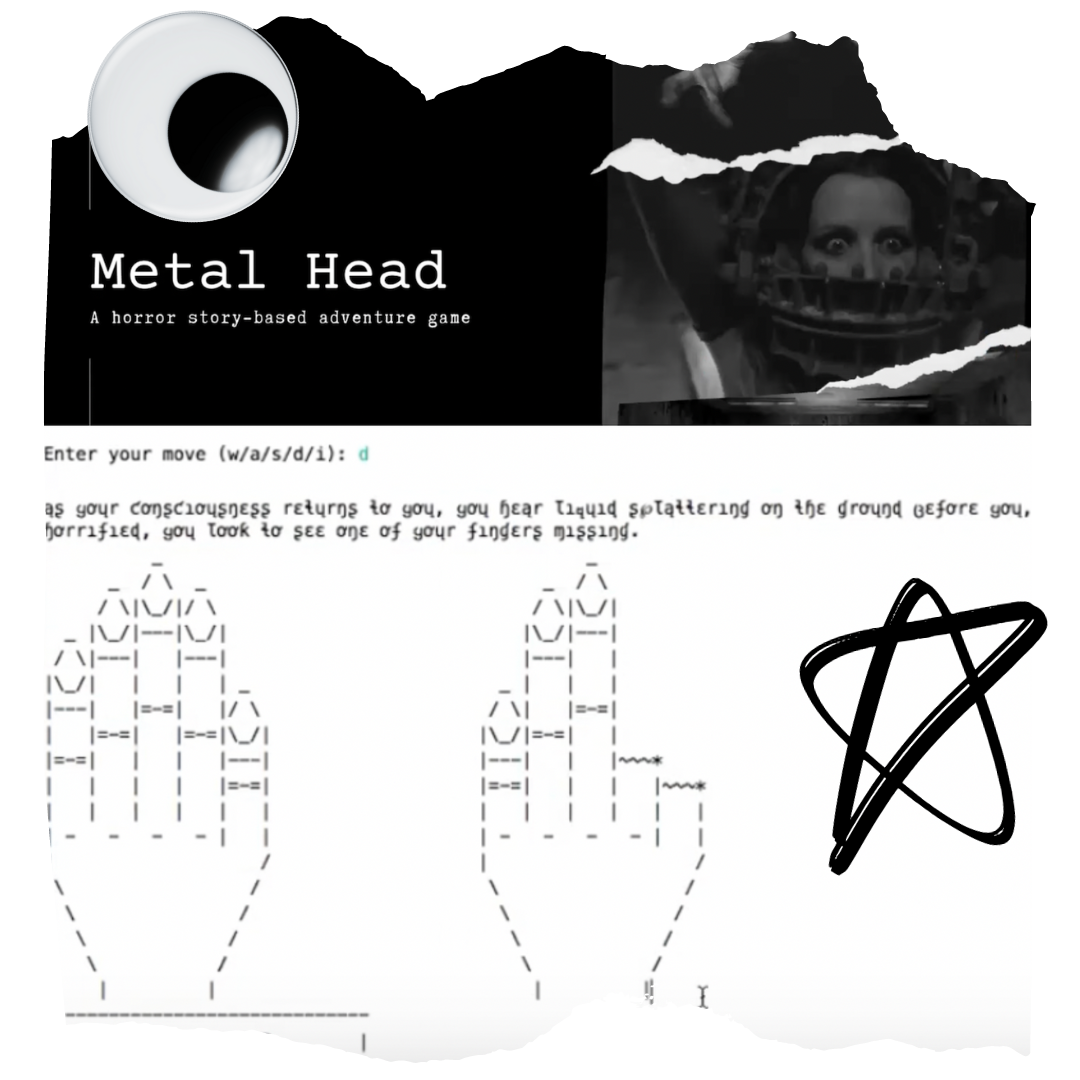 Metal Head
A horror story-based adventure game
Enter your move (w/a/s/d/i): d
as your consciousness returns to you, you hear liquid splattering on the ground before you,
horrified, you look to see one of your fingers missing.